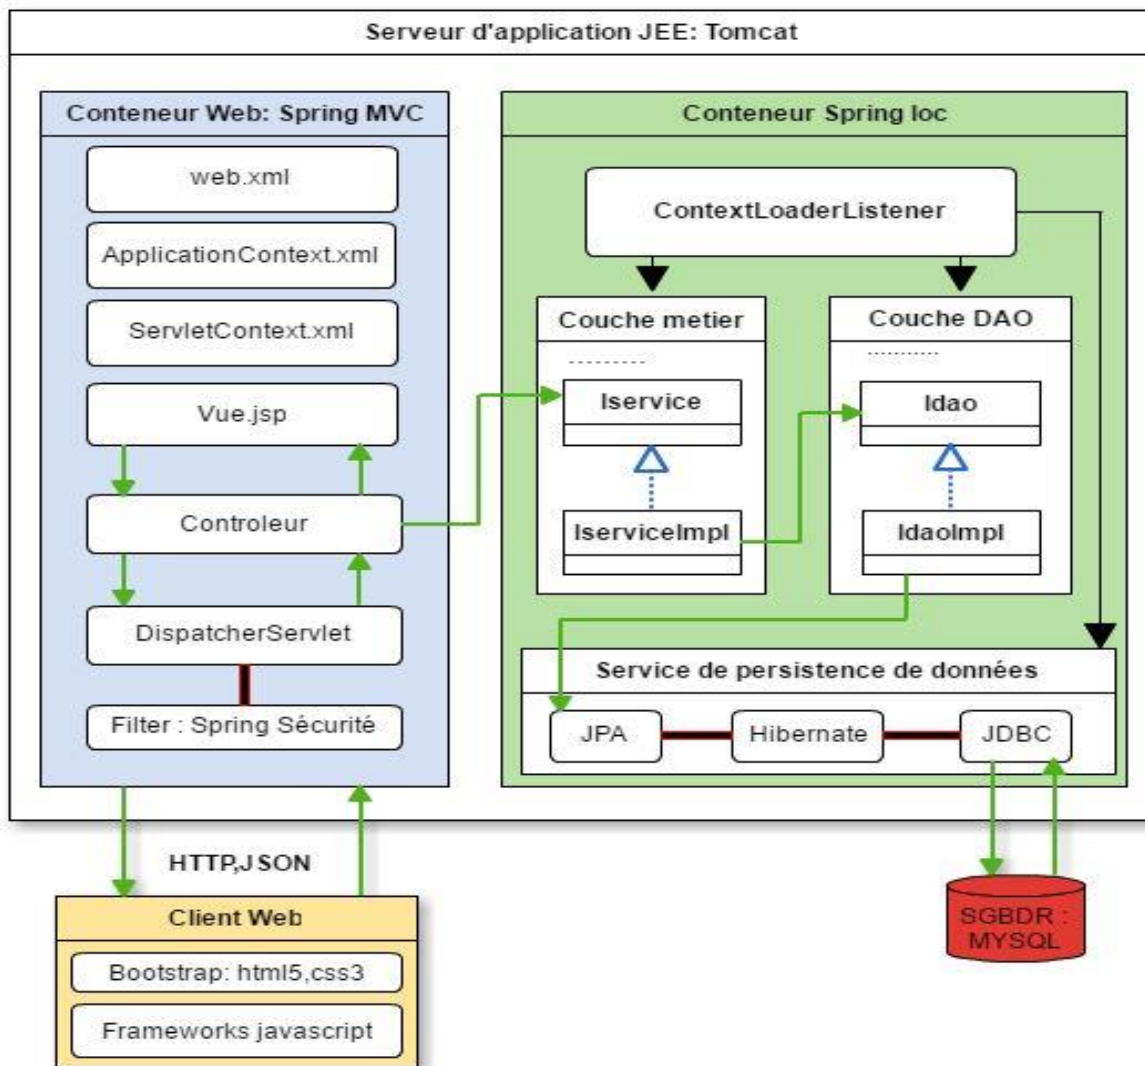 Serveur d'application JEE: Tomcat
Conteneur Web: Spring MVC
web.xml
ApplicationContext.xml
ServletContext.xml
Vue.jsp
Controleur
DispatcherServlet
Filter : Spring Sécurité
Conteneur Spring Ioc
ContextLoaderListener
Couche metier
Iservice
IserviceImpl
Couche DAO
Idao
IdaoImpl
Service de persistence de données
JPA
Hibernate
JDBC
HTTP,JSON
Client Web
Bootstrap: html5,css3
Frameworks javascript
SGBDR :
MYSQL